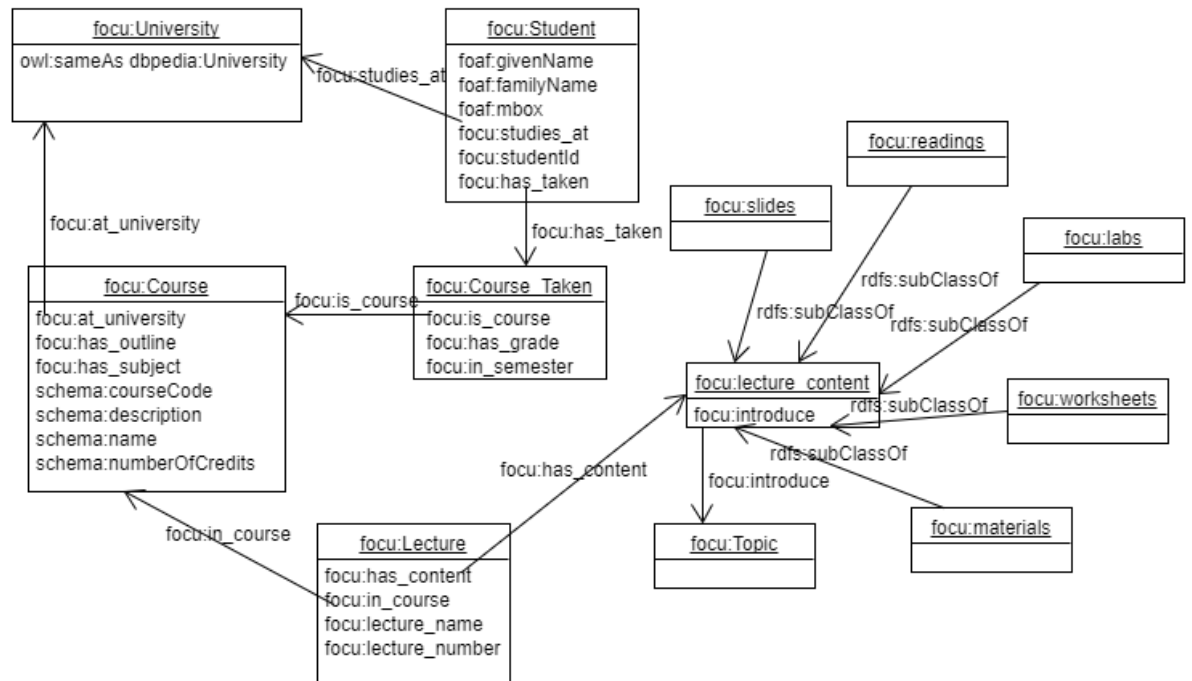 focu:University
owl:sameAs dbpedia:University
focu:studies_at
focu:Student
foaf:givenName
foaf:familyName
foaf:mbox
focu:studies_at
focu:studentId
focu:has_taken
focu:readings
focu:slides
focu:labs
focu:at_university
focu:has_taken
focu:Course
focu:at_university
focu:has_outline
focu:has_subject
schema:courseCode
schema:description
schema:name
schema:numberOfCredits
focu:is_course
focu:Course_Taken
focu:is_course
focu:has_grade
focu:in_semester
rdfs:subClassOf
rdfs:subClassOf
rdfs:subClassOf
focu:lecture_content
focu:introduce
rdfs:subClassOf
focu:worksheets
rdfs:subClassOf
focu:has_content
focu:introduce
focu:in_course
focu:Lecture
focu:has_content
focu:in_course
focu:lecture_name
focu:lecture_number
focu:Topic
focu:materials